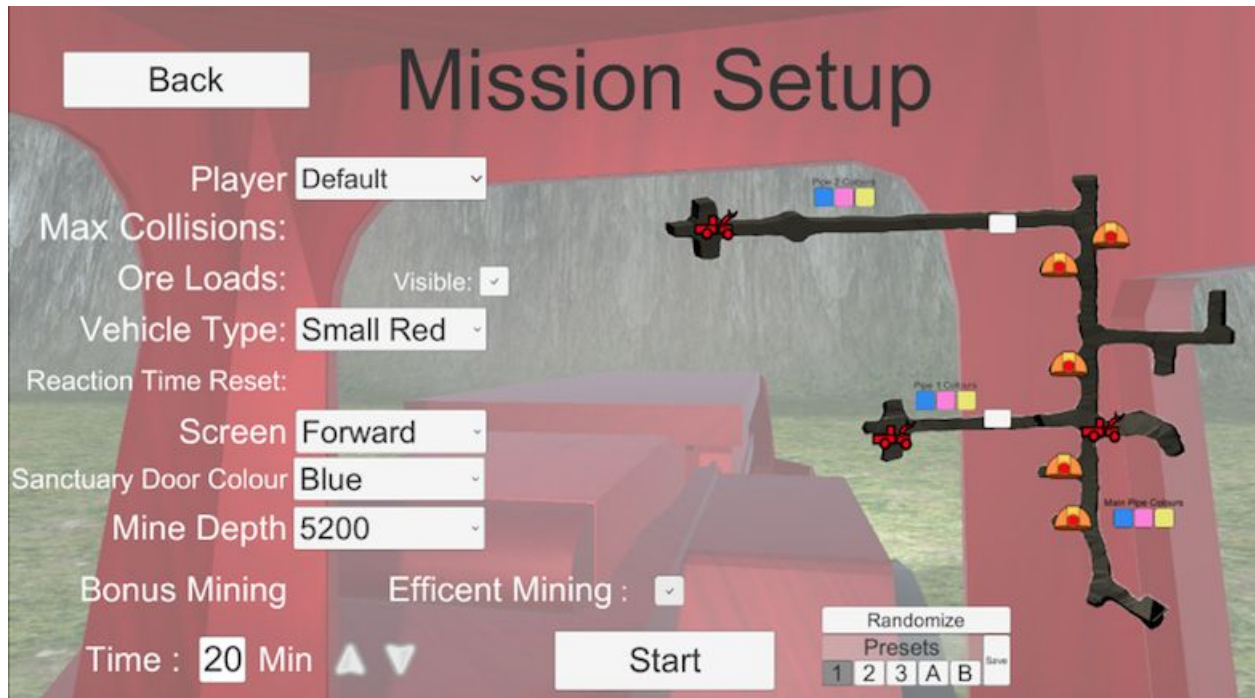 Back
Mission Setup
Player Default
Max Collisions:
Ore Loads: Visible:
Vehicle Type: Small Red
Reaction Time Reset:
Screen Forward
Sanctuary Door Colour Blue
Mine Depth 5200
Bonus Mining Efficent Mining :
Time : 20 Min
Start
Pipe 2 Colours
Pipe 1 Colours
Main Pipe Colours
Randomize
Presets
1 2 3 A B
Save